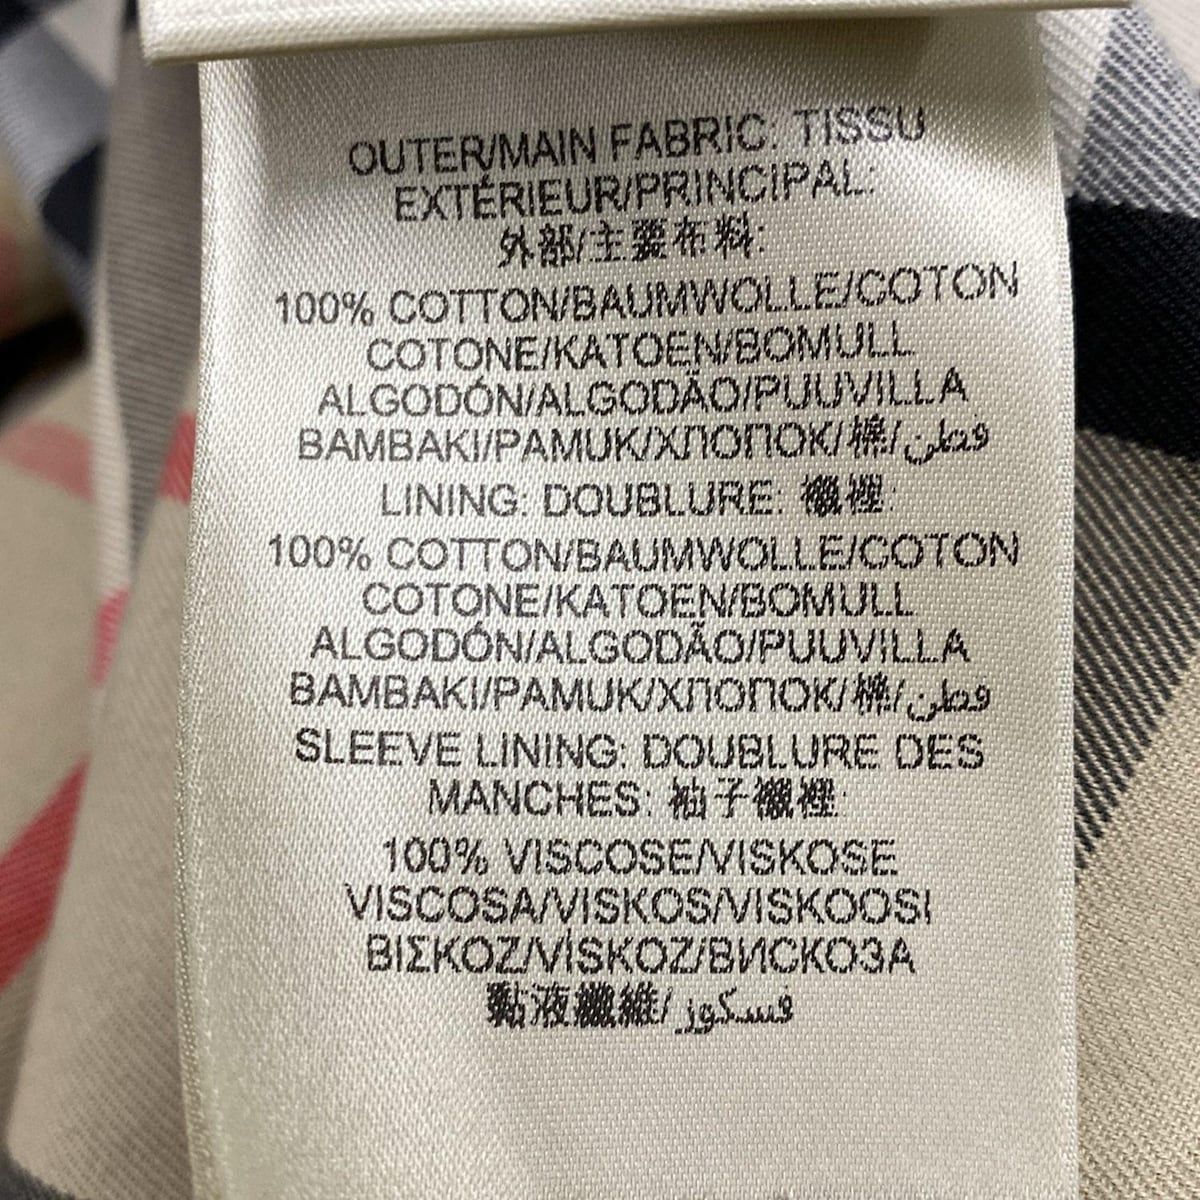 OUTER/MAIN FABRIC: TISSU
EXTÉRIEUR/PRINCIPAL:
外部/主要布料:
100% COTTON/BAUMWOLLE/COTON
COTONE/KATOEN/BOMULL
ALGODÓN/ALGODÃO/PUUVILLA
BAMBAKI/PAMUK/ХЛОПОК/棉/قطن
LINING: DOUBLURE: 襯裡:
100% COTTON/BAUMWOLLE/COTON
COTONE/KATOEN/BOMULL
ALGODÓN/ALGODÃO/PUUVILLA
BAMBAKI/PAMUK/ХЛОПОК/棉/قطن
SLEEVE LINING: DOUBLURE DES
MANCHES: 袖子襯裡:
100% VISCOSE/VISKOSE
VISCOSA/VISKOS/VISKOOSI
ΒΙΣΚΟΖ/VİSKOZ/ВИСКОЗА
黏液纖維/فسكوز